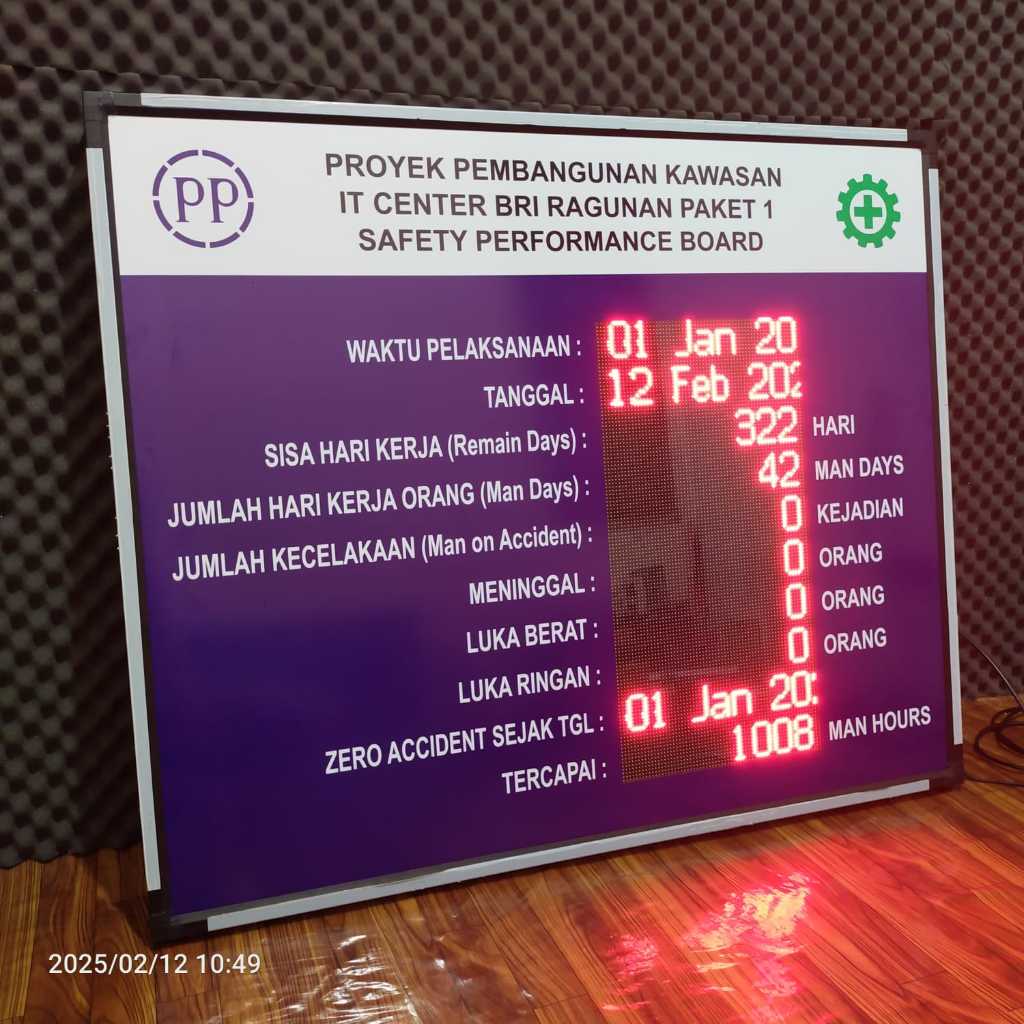 PP
PROYEK PEMBANGUNAN KAWASAN
IT CENTER BRI RAGUNAN PAKET 1
SAFETY PERFORMANCE BOARD
WAKTU PELAKSANAAN : 01 Jan 20
TANGGAL : 12 Feb 202
SISA HARI KERJA (Remain Days) : 322 HARI
JUMLAH HARI KERJA ORANG (Man Days) : 42 MAN DAYS
JUMLAH KECELAKAAN (Man on Accident) : 0 KEJADIAN
MENINGGAL : 0 ORANG
LUKA BERAT : 0 ORANG
LUKA RINGAN : 0 ORANG
ZERO ACCIDENT SEJAK TGL : 01 Jan 202
TERCAPAI : 1008 MAN HOURS
2025/02/12 10:49